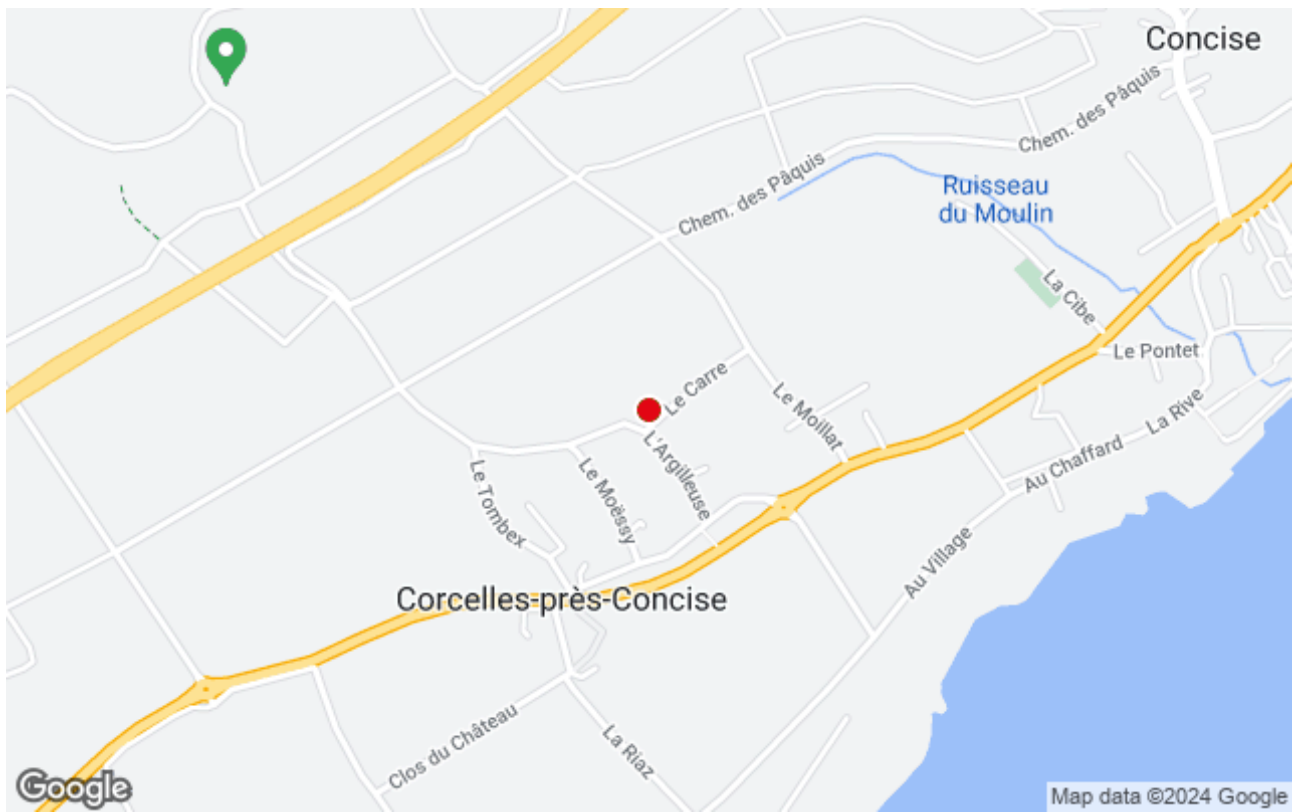 Concise
Chem. des Pâquis
Chem. des Pâquis
Ruisseau
du Moulin
La Cibe
Le Pontet
Le Carre
Le Moillat
La Rive
L'Argilleuse
Au Chaffard
Le Tombex
Le Moëssy
Au Village
Corcelles-près-Concise
Clos du Château
La Riaz
Google
Map data ©2024 Google